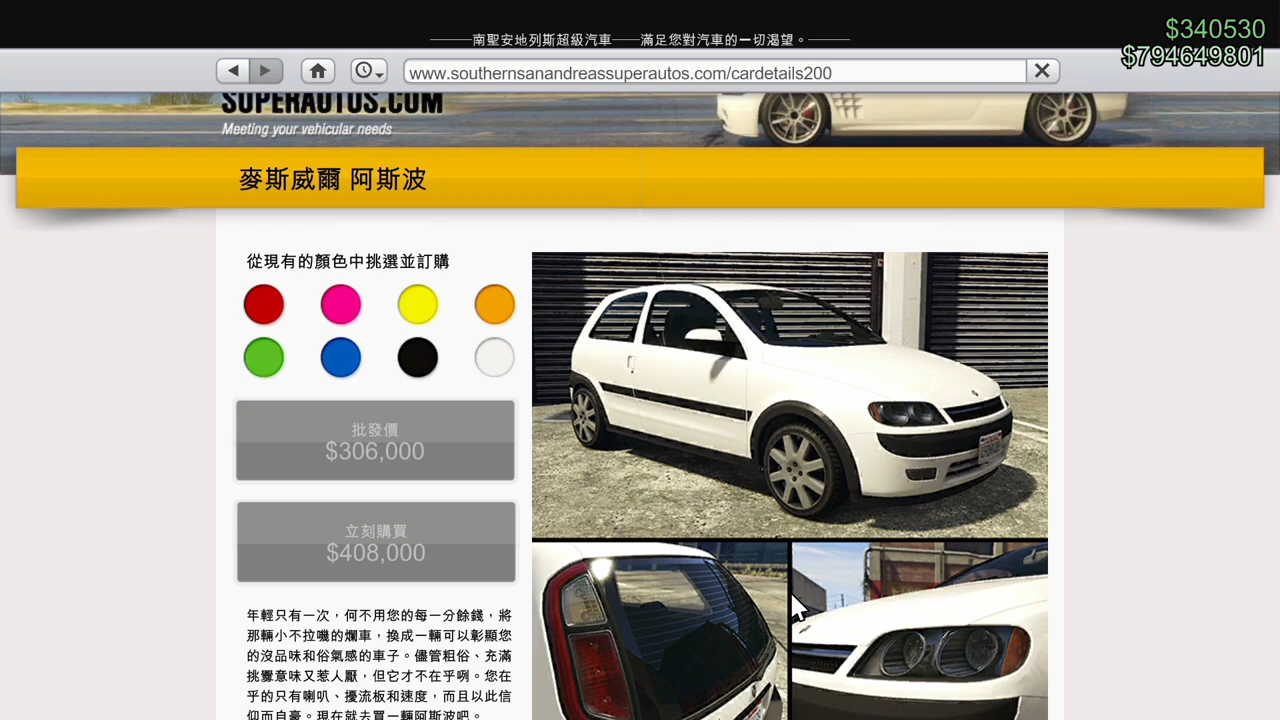 $340530
———南聖安地列斯超級汽車——滿足您對汽車的一切渴望。———
$794649801
www.southernsanandreassuperautos.com/cardetails200
SUPERAUTOS.COM
Meeting your vehicular needs
麥斯威爾 阿斯波
從現有的顏色中挑選並訂購
批發價
$306,000
立刻購買
$408,000
年輕只有一次，何不用您的每一分餘錢，將
那輛小不拉嘰的爛車，換成一輛可以彰顯您
的沒品味和俗氣感的車子。儘管粗俗、充滿
挑釁意味又惹人厭，但它才不在乎咧。您在
乎的只有喇叭、擾流板和速度，而且以此信
仰而自豪。現在就去買一輛阿斯波吧。